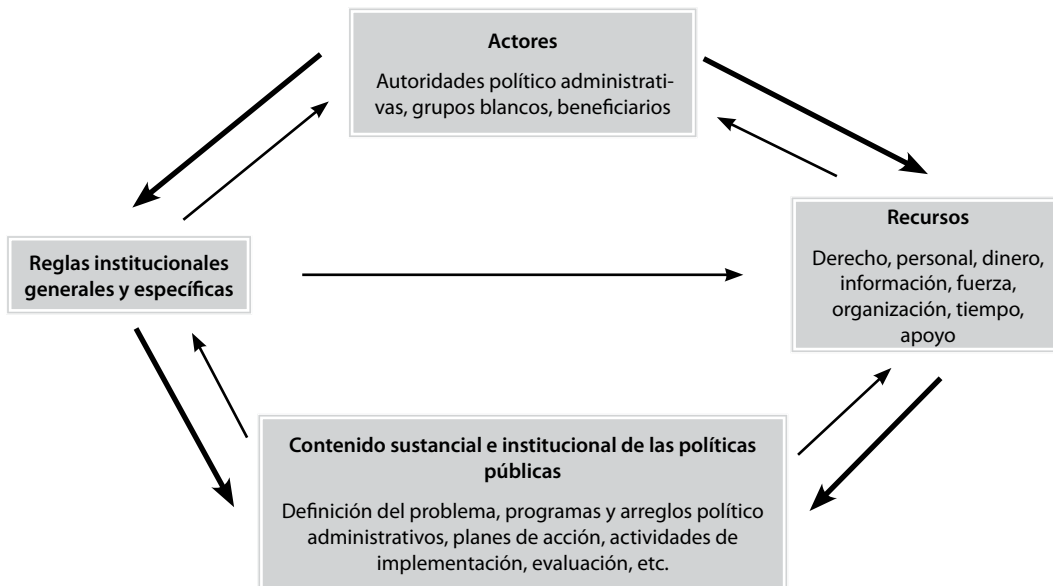 Actores
Autoridades político administrati-
vas, grupos blancos, beneficiarios
Reglas institucionales
generales y específicas
Recursos
Derecho, personal, dinero,
información, fuerza,
organización, tiempo,
apoyo
Contenido sustancial e institucional de las políticas
públicas
Definición del problema, programas y arreglos político
administrativos, planes de acción, actividades de
implementación, evaluación, etc.